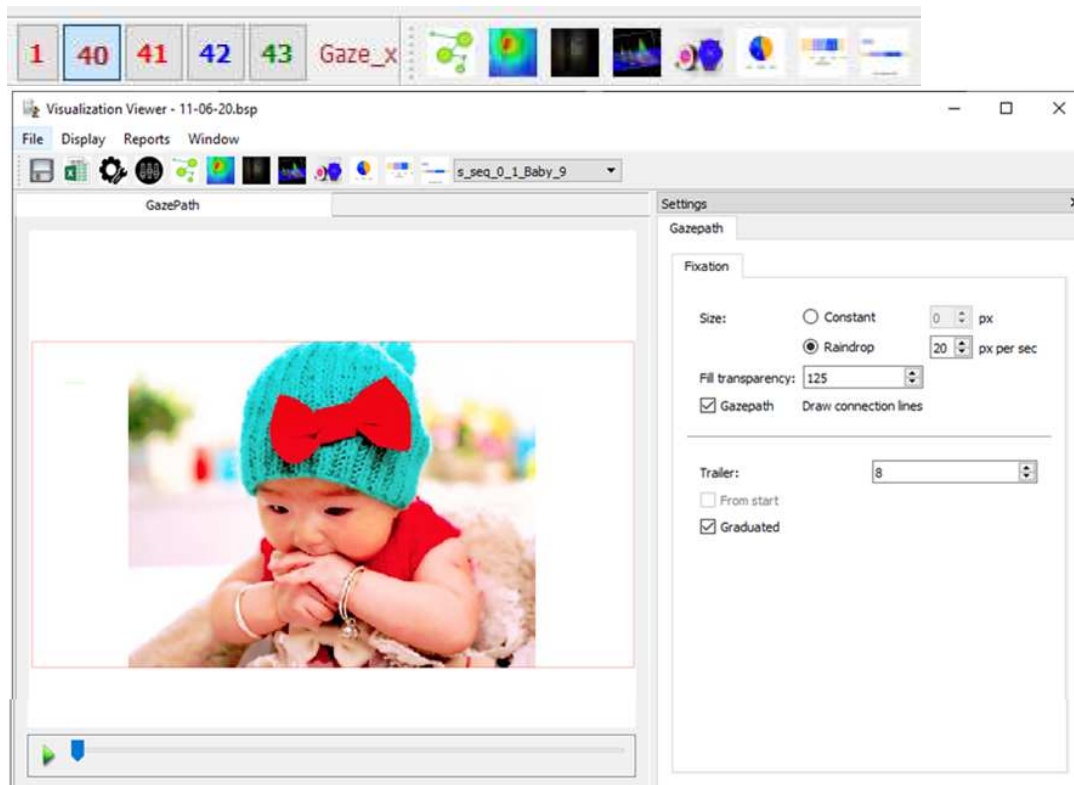 1 40 41 42 43 Gaze_x
Visualization Viewer - 11-06-20.bsp
File Display Reports Window
s_seq_0_1_Baby_9
GazePath
Settings
Gazepath
Fixation
Size: Constant 0 px
Raindrop 20 px per sec
Fill transparency: 125
Gazepath Draw connection lines
Trailer: 8
From start
Graduated